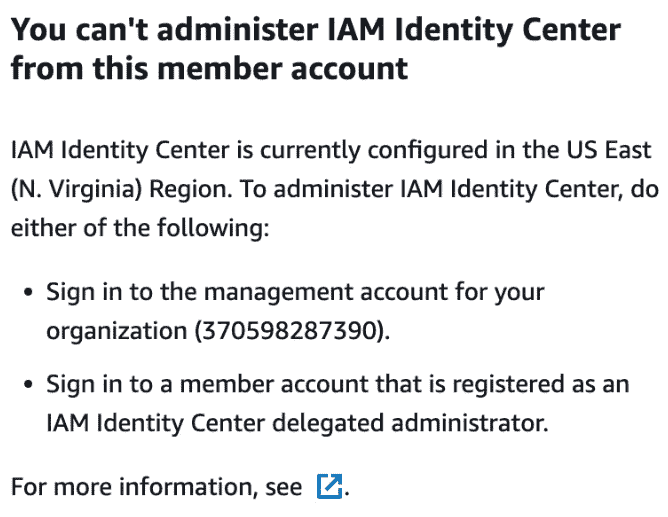 You can't administer IAM Identity Center
from this member account
IAM Identity Center is currently configured in the US East
(N. Virginia) Region. To administer IAM Identity Center, do
either of the following:
• Sign in to the management account for your
organization (370598287390).
• Sign in to a member account that is registered as an
IAM Identity Center delegated administrator.
For more information, see .